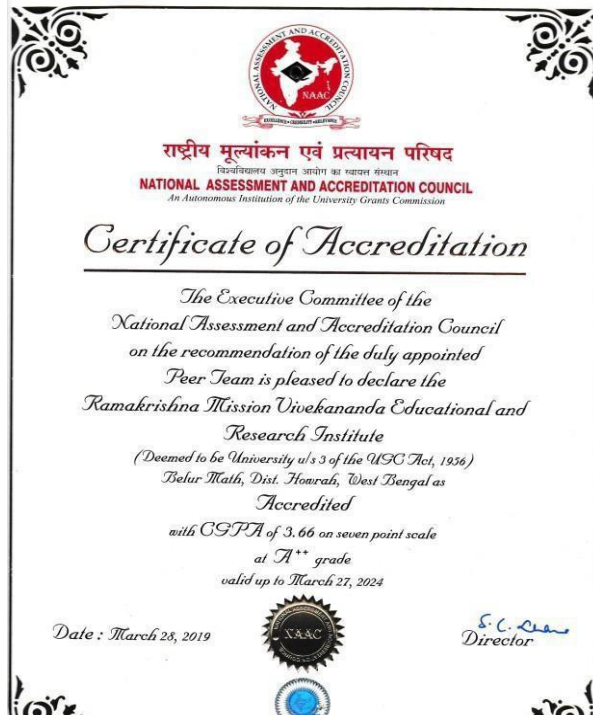 NATIONAL ASSESSMENT AND ACCREDITATION COUNCIL
NAAC
EXCELLENCE • CREDIBILITY • RELEVANCE
राष्ट्रीय मूल्यांकन एवं प्रत्यायन परिषद
विश्वविद्यालय अनुदान आयोग का स्वायत्त संस्थान
NATIONAL ASSESSMENT AND ACCREDITATION COUNCIL
An Autonomous Institution of the University Grants Commission
Certificate of Accreditation
The Executive Committee of the
National Assessment and Accreditation Council
on the recommendation of the duly appointed
Peer Team is pleased to declare the
Ramakrishna Mission Vivekananda Educational and
Research Institute
(Deemed to be University u/s 3 of the UGC Act, 1956)
Belur Math, Dist. Howrah, West Bengal as
Accredited
with CGPA of 3.66 on seven point scale
at A++ grade
valid up to March 27, 2024
Date : March 28, 2019
NAAC
Director